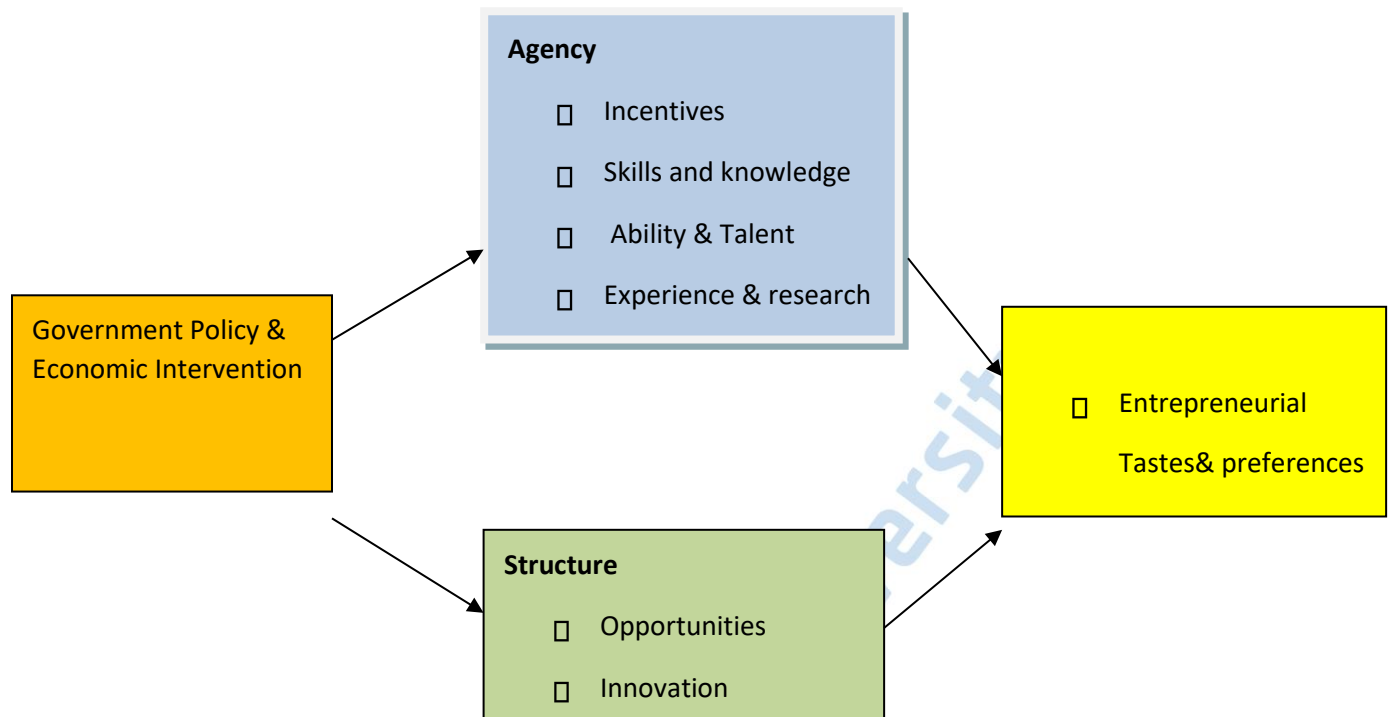 Agency
Incentives
Skills and knowledge
Ability & Talent
Experience & research
Government Policy &
Economic Intervention
Entrepreneurial
Tastes& preferences
Structure
Opportunities
Innovation